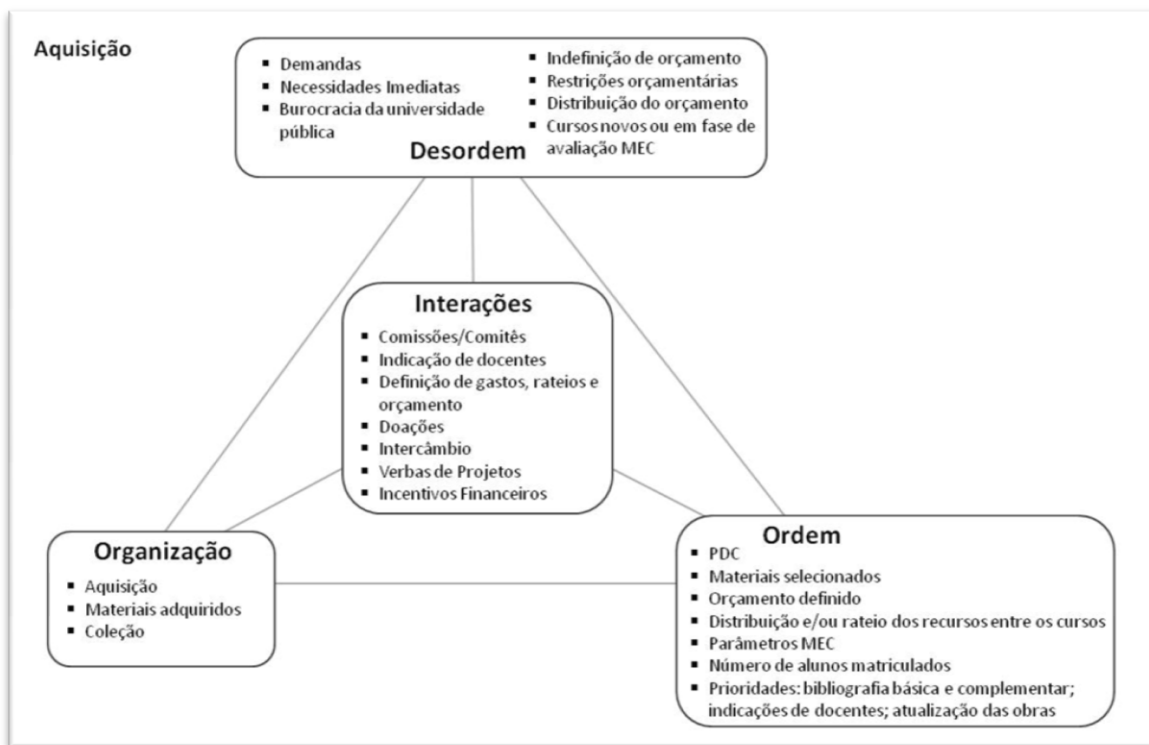 Aquisição
▪ Demandas
▪ Necessidades Imediatas
▪ Burocracia da universidade
pública
▪ Indefinição de orçamento
▪ Restrições orçamentárias
▪ Distribuição do orçamento
▪ Cursos novos ou em fase de
avaliação MEC
Desordem
Interações
▪ Comissões/Comitês
▪ Indicação de docentes
▪ Definição de gastos, rateios e
orçamento
▪ Doações
▪ Intercâmbio
▪ Verbas de Projetos
▪ Incentivos Financeiros
Organização
▪ Aquisição
▪ Materiais adquiridos
▪ Coleção
Ordem
▪ PDC
▪ Materiais selecionados
▪ Orçamento definido
▪ Distribuição e/ou rateio dos recursos entre os cursos
▪ Parâmetros MEC
▪ Número de alunos matriculados
▪ Prioridades: bibliografia básica e complementar;
indicações de docentes; atualização das obras